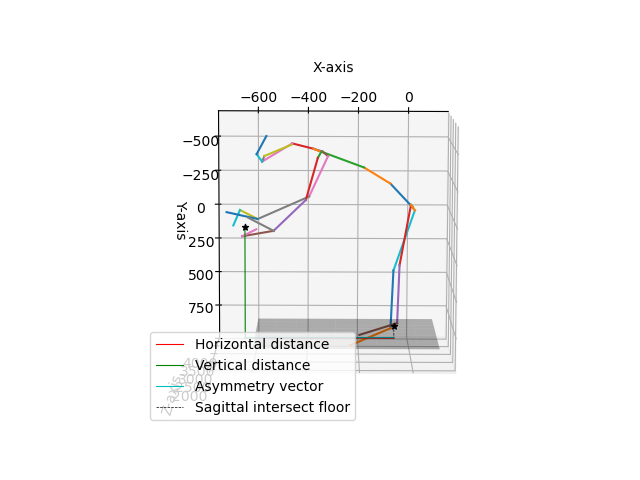 X-axis
−600 −400 −200 0
−500
−250
0
Y-axis
250
500
750
Horizontal distance
Vertical distance
Asymmetry vector
Sagittal intersect floor
2000